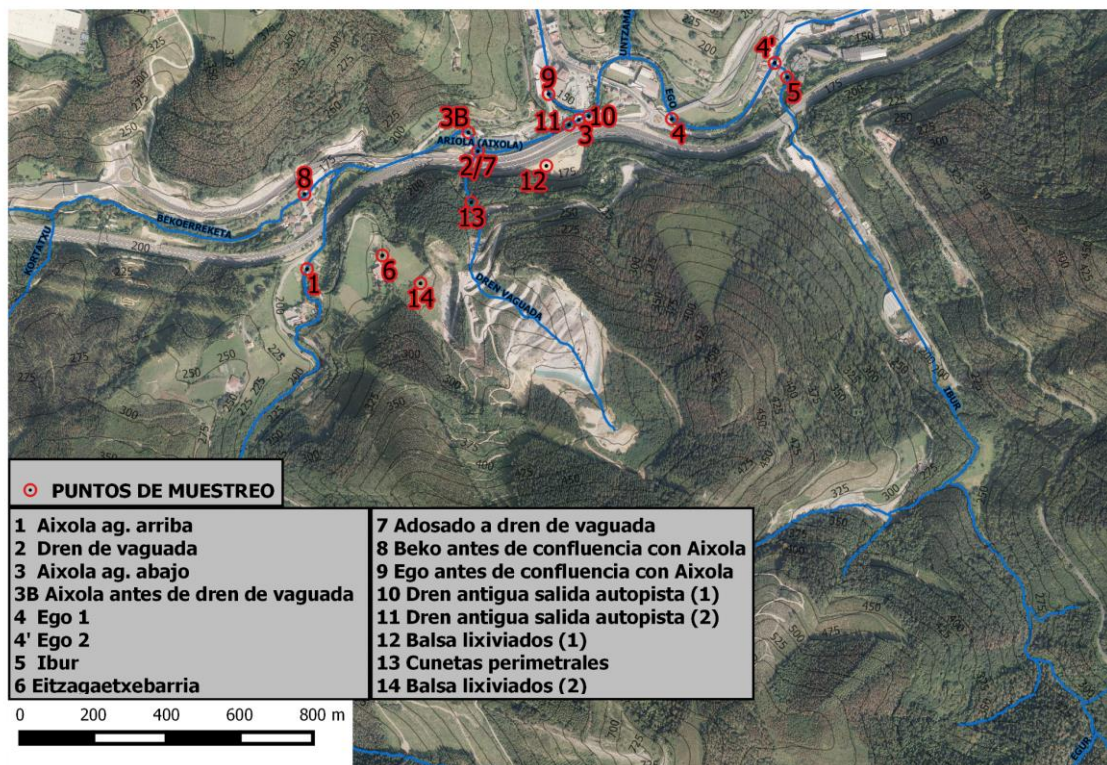 4'
9
5
UNTZAMA
EGO
3B
11
3
10
4
ARIOLA (AIXOLA)
2/7
12
8
13
BEKOERREKETA
KORTATXU
1
6
14
DREN VAGUADA
IBUR
EGUR
PUNTOS DE MUESTREO
1 Aixola ag. arriba
2 Dren de vaguada
3 Aixola ag. abajo
3B Aixola antes de dren de vaguada
4 Ego 1
4' Ego 2
5 Ibur
6 Eitzagaetxebarria
7 Adosado a dren de vaguada
8 Beko antes de confluencia con Aixola
9 Ego antes de confluencia con Aixola
10 Dren antigua salida autopista (1)
11 Dren antigua salida autopista (2)
12 Balsa lixiviados (1)
13 Cunetas perimetrales
14 Balsa lixiviados (2)
0 200 400 600 800 m